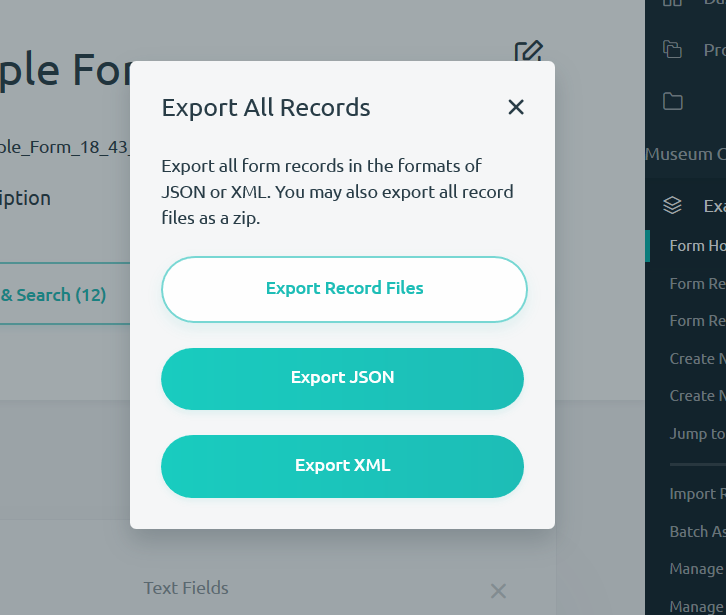 ple For
ple_Form_18_43_
iption
& Search (12)
Export All Records
Export all form records in the formats of
JSON or XML. You may also export all record
files as a zip.
Export Record Files
Export JSON
Export XML
Text Fields
Pro
Museum C
Exa
Form Ho
Form Re
Form Re
Create N
Create N
Jump to
Import R
Batch As
Manage
Manage